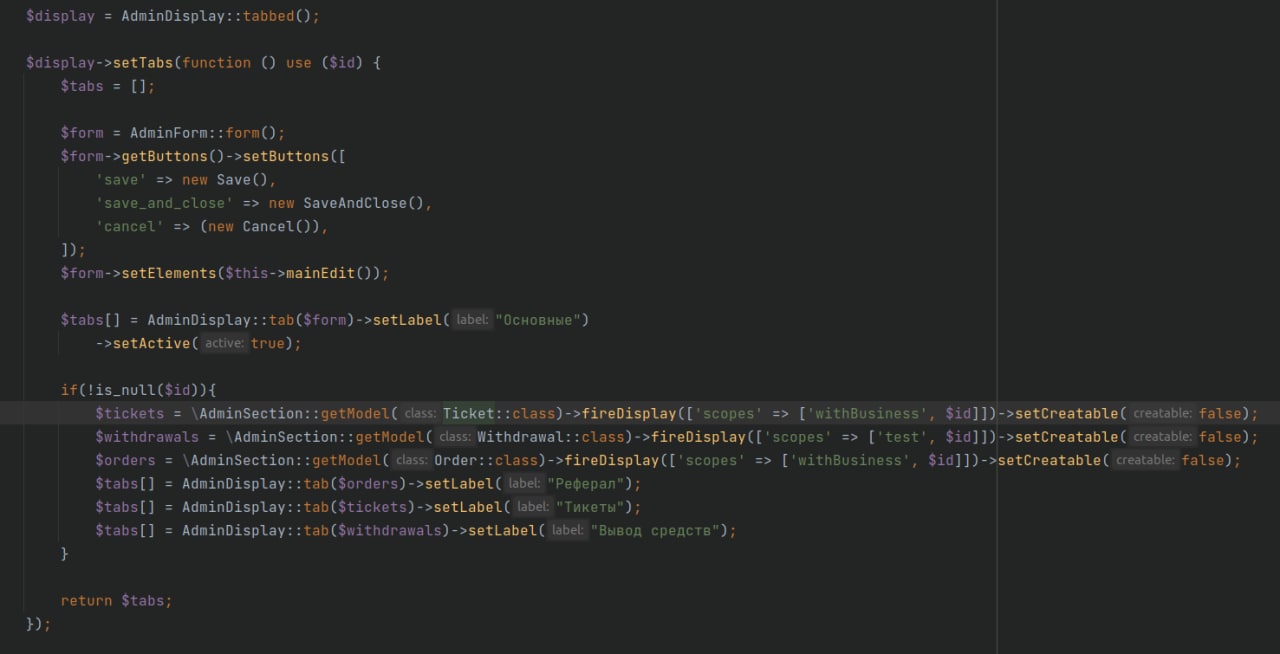 $display = AdminDisplay::tabbed();
$display->setTabs(function () use ($id) {
$tabs = [];
$form = AdminForm::form();
$form->getButtons()->setButtons([
'save' => new Save(),
'save_and_close' => new SaveAndClose(),
'cancel' => (new Cancel()),
]);
$form->setElements($this->mainEdit());
$tabs[] = AdminDisplay::tab($form)->setLabel( label: "Основные")
->setActive( active: true);
if(!is_null($id)){
$tickets = \AdminSection::getModel( class: Ticket::class)->fireDisplay(['scopes' => ['withBusiness', $id]])->setCreatable( creatable: false);
$withdrawals = \AdminSection::getModel( class: Withdrawal::class)->fireDisplay(['scopes' => ['test', $id]])->setCreatable( creatable: false);
$orders = \AdminSection::getModel( class: Order::class)->fireDisplay(['scopes' => ['withBusiness', $id]])->setCreatable( creatable: false);
$tabs[] = AdminDisplay::tab($orders)->setLabel( label: "Реферал");
$tabs[] = AdminDisplay::tab($tickets)->setLabel( label: "Тикеты");
$tabs[] = AdminDisplay::tab($withdrawals)->setLabel( label: "Вывод средств");
}
return $tabs;
});